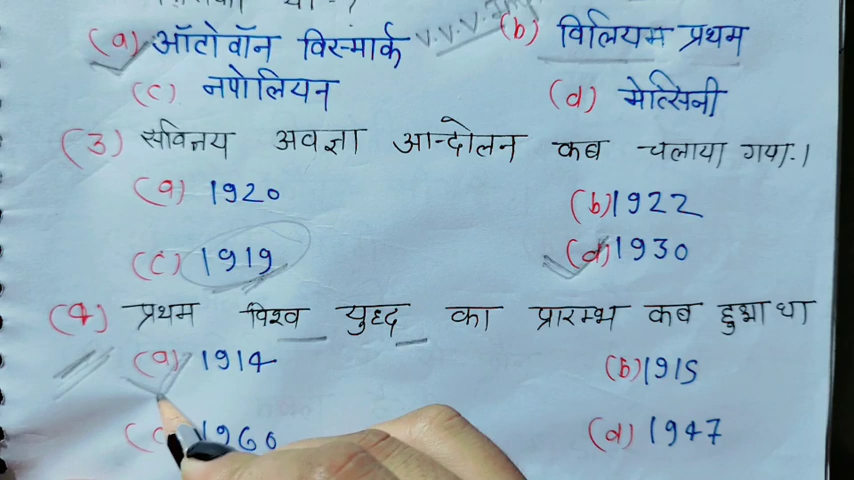 (a) ऑटोवॉन विस्मार्क V.V.V.Imp (b) विलियम प्रथम
(c) नपोलियन (d) मेत्सिनी
(3) सविनय अवज्ञा आन्दोलन कब चलाया गया.।
(a) 1920 (b) 1922
(c) 1919 (d) 1930
(4) प्रथम विश्व युध्द का प्रारम्भ कब हुआ था
(a) 1914 (b) 1915
1960 (d) 1947